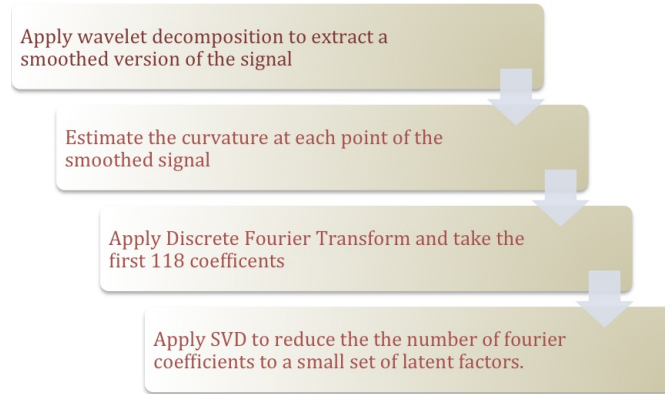 Apply wavelet decomposition to extract a
smoothed version of the signal
Estimate the curvature at each point of the
smoothed signal
Apply Discrete Fourier Transform and take the
first 118 coefficents
Apply SVD to reduce the the number of fourier
coefficients to a small set of latent factors.